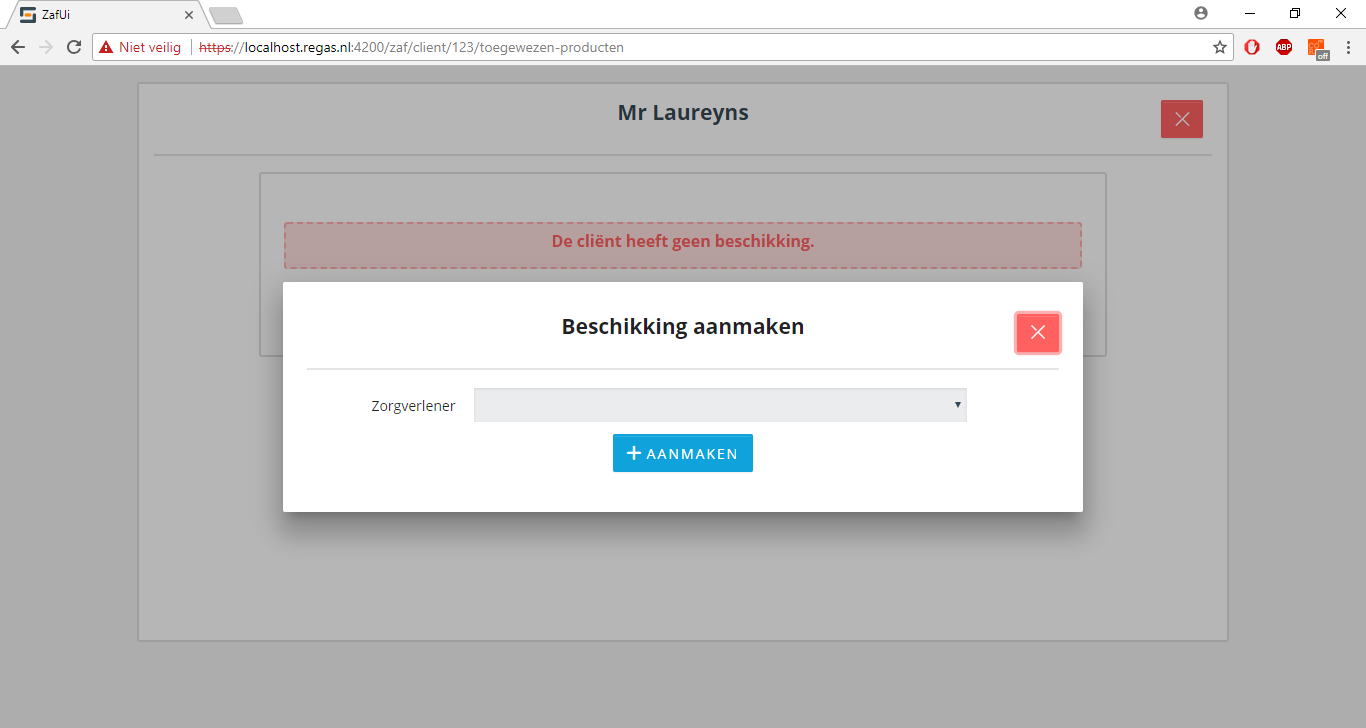 ZafUi
Niet veilig https://localhost.regas.nl:4200/zaf/client/123/toegewezen-producten
ABP
off
Mr Laureyns
De cliënt heeft geen beschikking.
Beschikking aanmaken
Zorgverlener
AANMAKEN